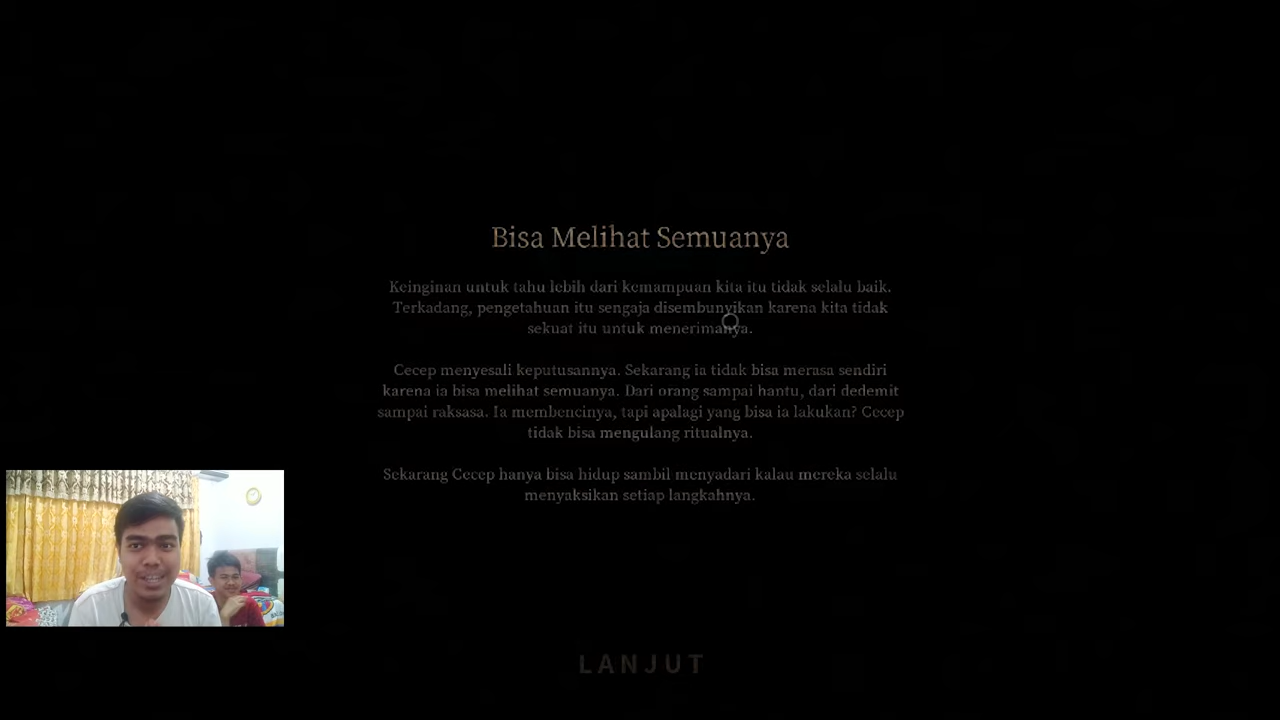 Bisa Melihat Semuanya
Keinginan untuk tahu lebih dari kemampuan kita itu tidak selalu baik.
Terkadang, pengetahuan itu sengaja disembunyikan karena kita tidak
sekuat itu untuk menerimanya.
Cecep menyesali keputusannya. Sekarang ia tidak bisa merasa sendiri
karena ia bisa melihat semuanya. Dari orang sampai hantu, dari dedemit
sampai raksasa. Ia membencinya, tapi apalagi yang bisa ia lakukan? Cecep
tidak bisa mengulang ritualnya.
Sekarang Cecep hanya bisa hidup sambil menyadari kalau mereka selalu
menyaksikan setiap langkahnya.
LANJUT